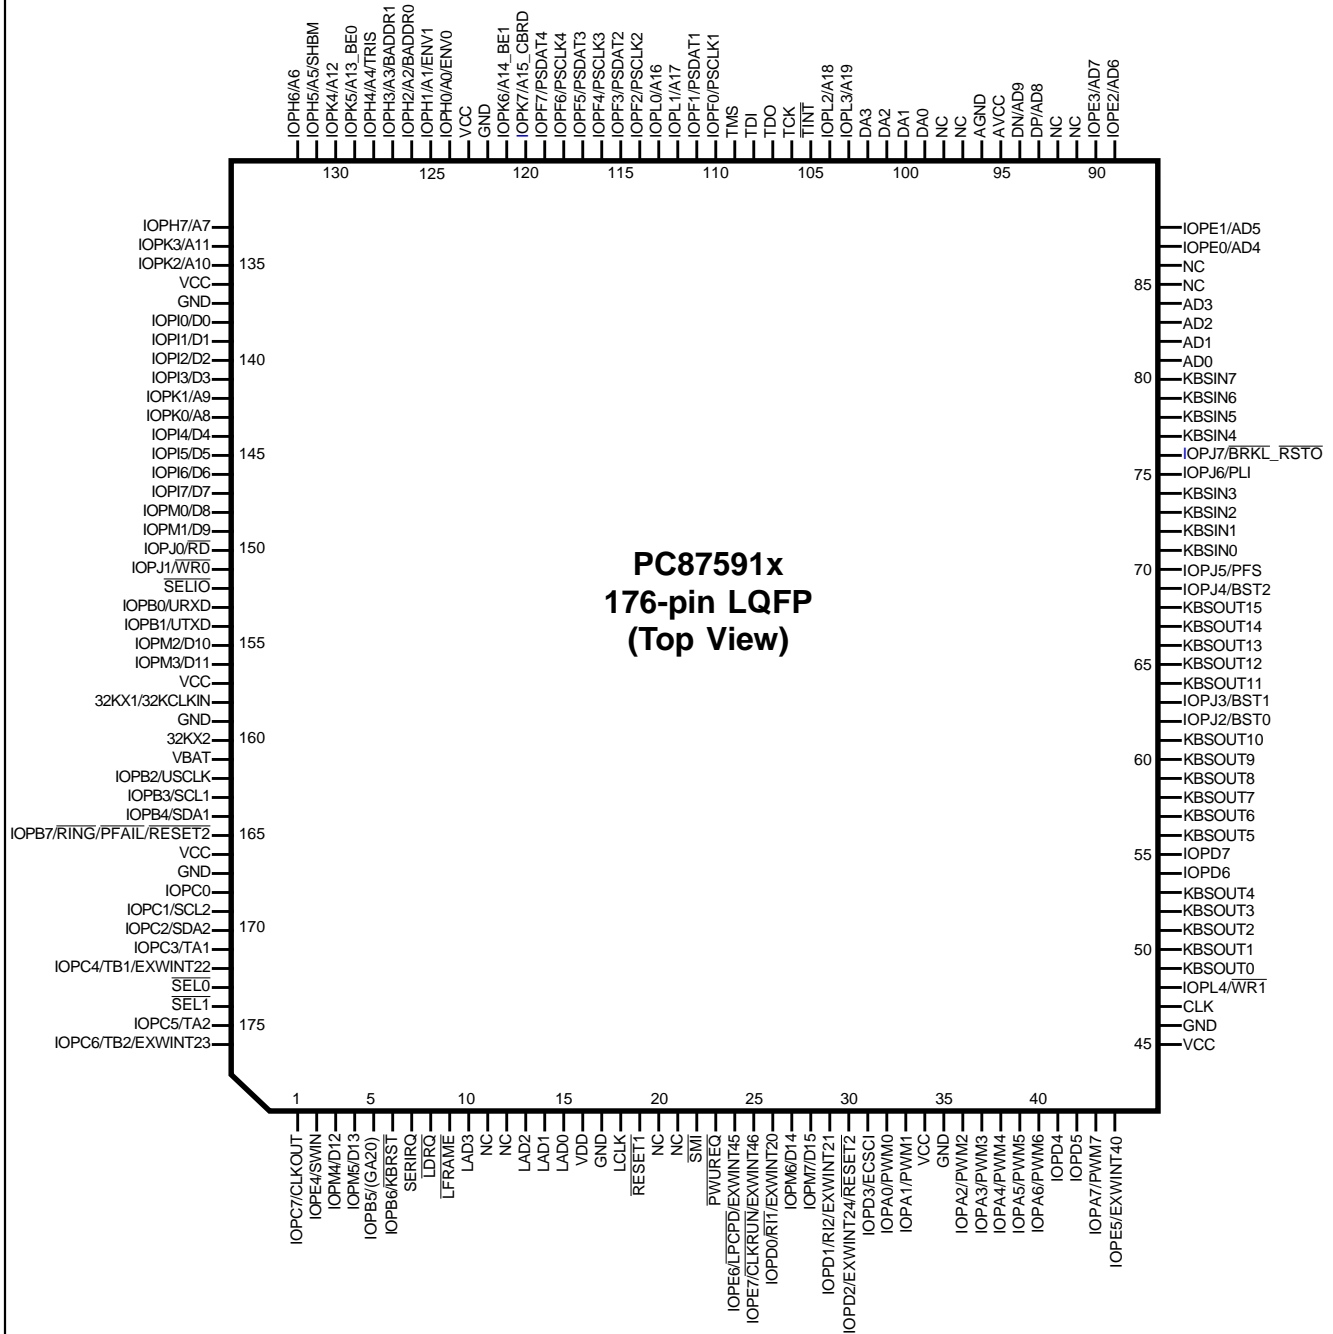 IOPH6/A6
IOPH5/A5/SHBM
IOPK4/A12
IOPK5/A13_BE0
IOPH4/A4/TRIS
IOPH3/A3/BADDR1
IOPH2/A2/BADDR0
IOPH1/A1/ENV1
IOPH0/A0/ENV0
VCC
GND
IOPK6/A14_BE1
IOPK7/A15_CBRD
IOPF7/PSDAT4
IOPF6/PSCLK4
IOPF5/PSDAT3
IOPF4/PSCLK3
IOPF3/PSDAT2
IOPF2/PSCLK2
IOPL0/A16
IOPL1/A17
IOPF1/PSDAT1
IOPF0/PSCLK1
TMS
TDI
TDO
TCK
TINT
IOPL2/A18
IOPL3/A19
DA3
DA2
DA1
DA0
NC
NC
AGND
AVCC
DN/AD9
DP/AD8
NC
NC
IOPE3/AD7
IOPE2/AD6
130
125
120
115
110
105
100
95
90
IOPH7/A7
IOPK3/A11
IOPK2/A10 135
VCC
GND
IOPI0/D0
IOPI1/D1
IOPI2/D2 140
IOPI3/D3
IOPK1/A9
IOPK0/A8
IOPI4/D4
IOPI5/D5 145
IOPI6/D6
IOPI7/D7
IOPM0/D8
IOPM1/D9
IOPJ0/RD 150
IOPJ1/WR0
SELIO
IOPB0/URXD
IOPB1/UTXD
IOPM2/D10 155
IOPM3/D11
VCC
32KX1/32KCLKIN
GND
32KX2 160
VBAT
IOPB2/USCLK
IOPB3/SCL1
IOPB4/SDA1
IOPB7/RING/PFAIL/RESET2 165
VCC
GND
IOPC0
IOPC1/SCL2
IOPC2/SDA2 170
IOPC3/TA1
IOPC4/TB1/EXWINT22
SEL0
SEL1
IOPC5/TA2 175
IOPC6/TB2/EXWINT23
PC87591x
176-pin LQFP
(Top View)
IOPE1/AD5
IOPE0/AD4
NC
85 NC
AD3
AD2
AD1
AD0
80 KBSIN7
KBSIN6
KBSIN5
KBSIN4
IOPJ7/BRKL_RSTO
75 IOPJ6/PLI
KBSIN3
KBSIN2
KBSIN1
KBSIN0
70 IOPJ5/PFS
IOPJ4/BST2
KBSOUT15
KBSOUT14
KBSOUT13
65 KBSOUT12
KBSOUT11
IOPJ3/BST1
IOPJ2/BST0
KBSOUT10
60 KBSOUT9
KBSOUT8
KBSOUT7
KBSOUT6
KBSOUT5
55 IOPD7
IOPD6
KBSOUT4
KBSOUT3
KBSOUT2
50 KBSOUT1
KBSOUT0
IOPL4/WR1
CLK
GND
45 VCC
1
5
10
15
20
25
30
35
40
IOPC7/CLKOUT
IOPE4/SWIN
IOPM4/D12
IOPM5/D13
IOPB5/(GA20)
IOPB6/KBRST
SERIRQ
LDRQ
LFRAME
LAD3
NC
NC
LAD2
LAD1
LAD0
VDD
GND
LCLK
RESET1
NC
NC
SMI
PWUREQ
IOPE6/LPCPD/EXWINT45
IOPE7/CLKRUN/EXWINT46
IOPD0/RI1/EXWINT20
IOPM6/D14
IOPM7/D15
IOPD1/RI2/EXWINT21
IOPD2/EXWINT24/RESET2
IOPD3/ECSCI
IOPA0/PWM0
IOPA1/PWM1
VCC
GND
IOPA2/PWM2
IOPA3/PWM3
IOPA4/PWM4
IOPA5/PWM5
IOPA6/PWM6
IOPD4
IOPD5
IOPA7/PWM7
IOPE5/EXWINT40